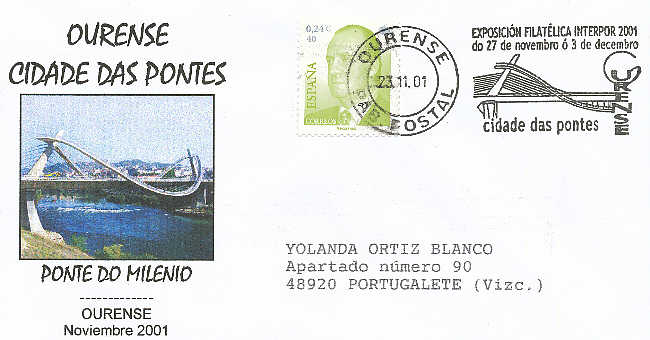 OURENSE
CIDADE DAS PONTES
PONTE DO MILENIO
-------------
OURENSE
Noviembre 2001
0,24 €
40
ESPAÑA
CORREOS
OURENSE
23.11.01
POSTAL
EXPOSICIÓN FILATÉLICA INTERPOR 2001
do 27 de novembro ó 3 de decembro
OURENSE
cidade das pontes
YOLANDA ORTIZ BLANCO
Apartado número 90
48920 PORTUGALETE (Vizc.)